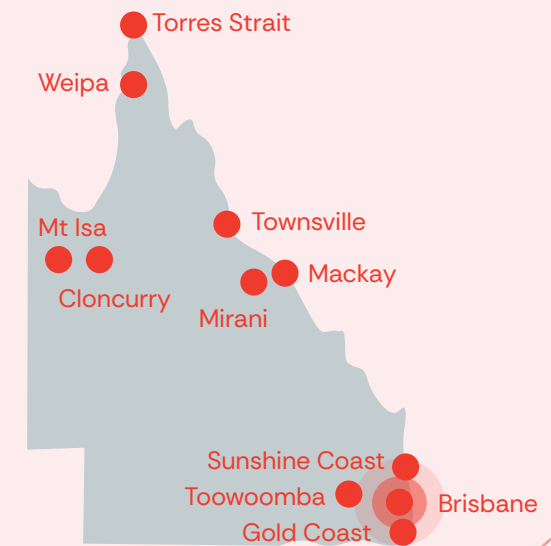 Torres Strait
Weipa
Townsville
Mt Isa
Mackay
Cloncurry
Mirani
Sunshine Coast
Toowoomba
Brisbane
Gold Coast